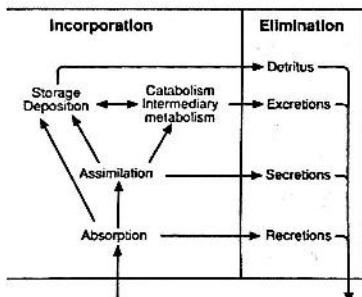 Incorporation
Elimination
Detritus
Storage
Deposition
Catabolism
Intermediary
metabolism
Excretions
Assimilation
Secretions
Absorption
Recretions